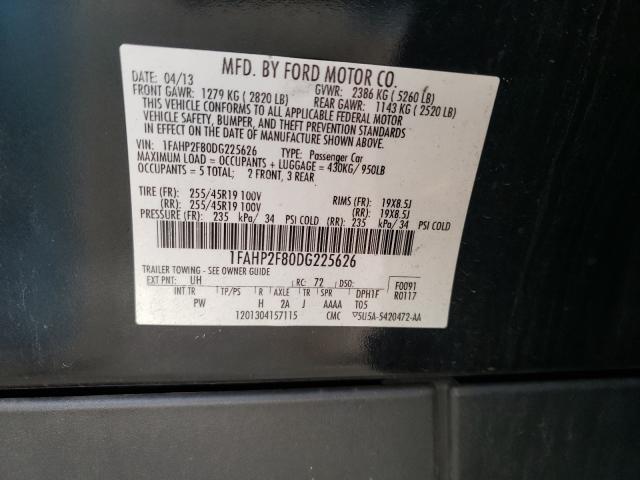 MFD. BY FORD MOTOR CO.
DATE: 04/13 GVWR: 2386 KG ( 5260 LB)
FRONT GAWR: 1279 KG ( 2820 LB) REAR GAWR: 1143 KG ( 2520 LB)
THIS VEHICLE CONFORMS TO ALL APPLICABLE FEDERAL MOTOR
VEHICLE SAFETY, BUMPER, AND THEFT PREVENTION STANDARDS
IN EFFECT ON THE DATE OF MANUFACTURE SHOWN ABOVE.
VIN: 1FAHP2F80DG225626 TYPE: Passenger Car
MAXIMUM LOAD = OCCUPANTS + LUGGAGE = 430KG/ 950LB
OCCUPANTS = 5 TOTAL; 2 FRONT, 3 REAR
TIRE (FR): 255/45R19 100V RIMS (FR): 19X8.5J
(RR): 255/45R19 100V (RR): 19X8.5J
PRESSURE (FR): 235 kPa/ 34 PSI COLD (RR): 235 kPa/ 34 PSI COLD
1FAHP2F80DG225626
TRAILER TOWING - SEE OWNER GUIDE
EXT PNT: UH RC: 72 DSO: F0091
INT TR TP/PS R AXLE TR SPR DPH1F R0117
PW H 2A J AAAA T05
1201304157115 CMC 5U5A-5420472-AA